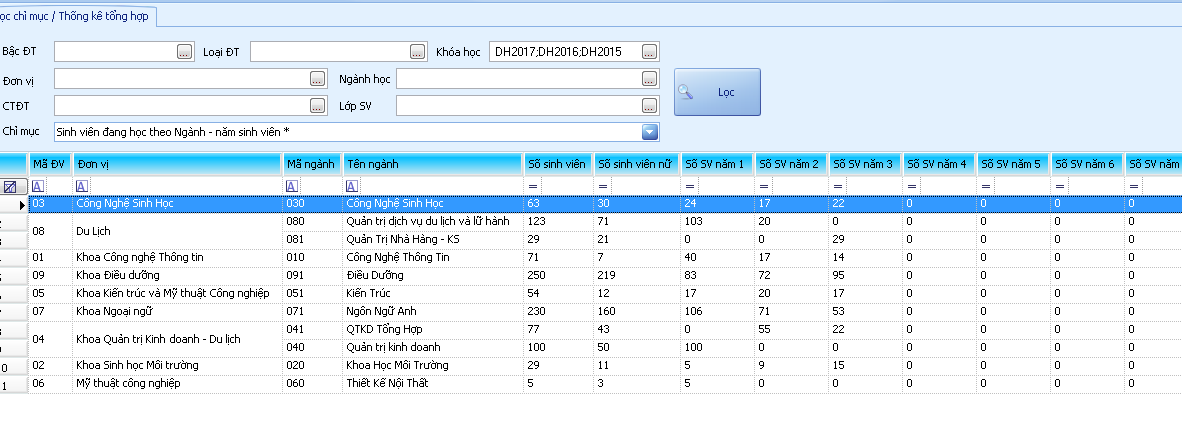 ọc chỉ mục / Thống kê tổng hợp
Bậc ĐT ... Loại ĐT ... Khóa học DH2017;DH2016;DH2015 ...
Đơn vị ... Ngành học ... Lọc
CTĐT ... Lớp SV ...
Chỉ mục Sinh viên đang học theo Ngành - năm sinh viên *
Mã ĐV Đơn vị Mã ngành Tên ngành Số sinh viên Số sinh viên nữ Số SV năm 1 Số SV năm 2 Số SV năm 3 Số SV năm 4 Số SV năm 5 Số SV năm 6 Số SV năm
A A A A = = = = = = = = =
03 Công Nghệ Sinh Học 030 Công Nghệ Sinh Học 63 30 24 17 22 0 0 0 0
08 Du Lịch 080 Quản trị dịch vụ du lịch và lữ hành 123 71 103 20 0 0 0 0 0
081 Quản Trị Nhà Hàng - KS 29 21 0 0 29 0 0 0 0
01 Khoa Công nghệ Thông tin 010 Công Nghệ Thông Tin 71 7 40 17 14 0 0 0 0
09 Khoa Điều dưỡng 091 Điều Dưỡng 250 219 83 72 95 0 0 0 0
05 Khoa Kiến trúc và Mỹ thuật Công nghiệp 051 Kiến Trúc 54 12 17 20 17 0 0 0 0
07 Khoa Ngoại ngữ 071 Ngôn Ngữ Anh 230 160 106 71 53 0 0 0 0
04 Khoa Quản trị Kinh doanh - Du lịch 041 QTKD Tổng Hợp 77 43 0 55 22 0 0 0 0
040 Quản trị kinh doanh 100 50 100 0 0 0 0 0 0
0 02 Khoa Sinh học Môi trường 020 Khoa Học Môi Trường 29 11 5 9 15 0 0 0 0
1 06 Mỹ thuật công nghiệp 060 Thiết Kế Nội Thất 5 3 5 0 0 0 0 0 0